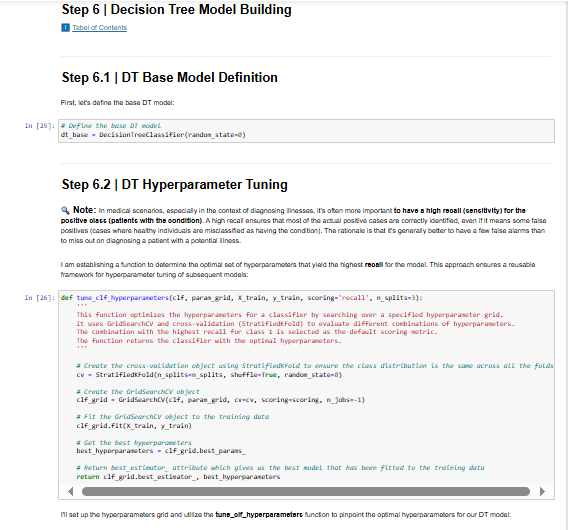 Step 6 | Decision Tree Model Building
Tabel of Contents
Step 6.1 | DT Base Model Definition
First, let's define the base DT model:
In [25]: # Define the base DT model
dt_base = DecisionTreeClassifier(random_state=0)
Step 6.2 | DT Hyperparameter Tuning
Note: In medical scenarios, especially in the context of diagnosing illnesses, it's often more important to have a high recall (sensitivity) for the
positive class (patients with the condition). A high recall ensures that most of the actual positive cases are correctly identified, even if it means some false
positives (cases where healthy individuals are misclassified as having the condition). The rationale is that it's generally better to have a few false alarms than
to miss out on diagnosing a patient with a potential illness.
I am establishing a function to determine the optimal set of hyperparameters that yield the highest recall for the model. This approach ensures a reusable
framework for hyperparameter tuning of subsequent models:
In [26]: def tune_clf_hyperparameters(clf, param_grid, X_train, y_train, scoring='recall', n_splits=3):
'''
This function optimizes the hyperparameters for a classifier by searching over a specified hyperparameter grid.
It uses GridSearchCV and cross-validation (StratifiedKFold) to evaluate different combinations of hyperparameters.
The combination with the highest recall for class 1 is selected as the default scoring metric.
The function returns the classifier with the optimal hyperparameters.
'''
# Create the cross-validation object using StratifiedKFold to ensure the class distribution is the same across all the folds
cv = StratifiedKFold(n_splits=n_splits, shuffle=True, random_state=0)
# Create the GridSearchCV object
clf_grid = GridSearchCV(clf, param_grid, cv=cv, scoring=scoring, n_jobs=-1)
# Fit the GridSearchCV object to the training data
clf_grid.fit(X_train, y_train)
# Get the best hyperparameters
best_hyperparameters = clf_grid.best_params_
# Return best_estimator_ attribute which gives us the best model that has been fitted to the training data
return clf_grid.best_estimator_, best_hyperparameters
I'll set up the hyperparameters grid and utilize the tune_clf_hyperparameters function to pinpoint the optimal hyperparameters for our DT model: